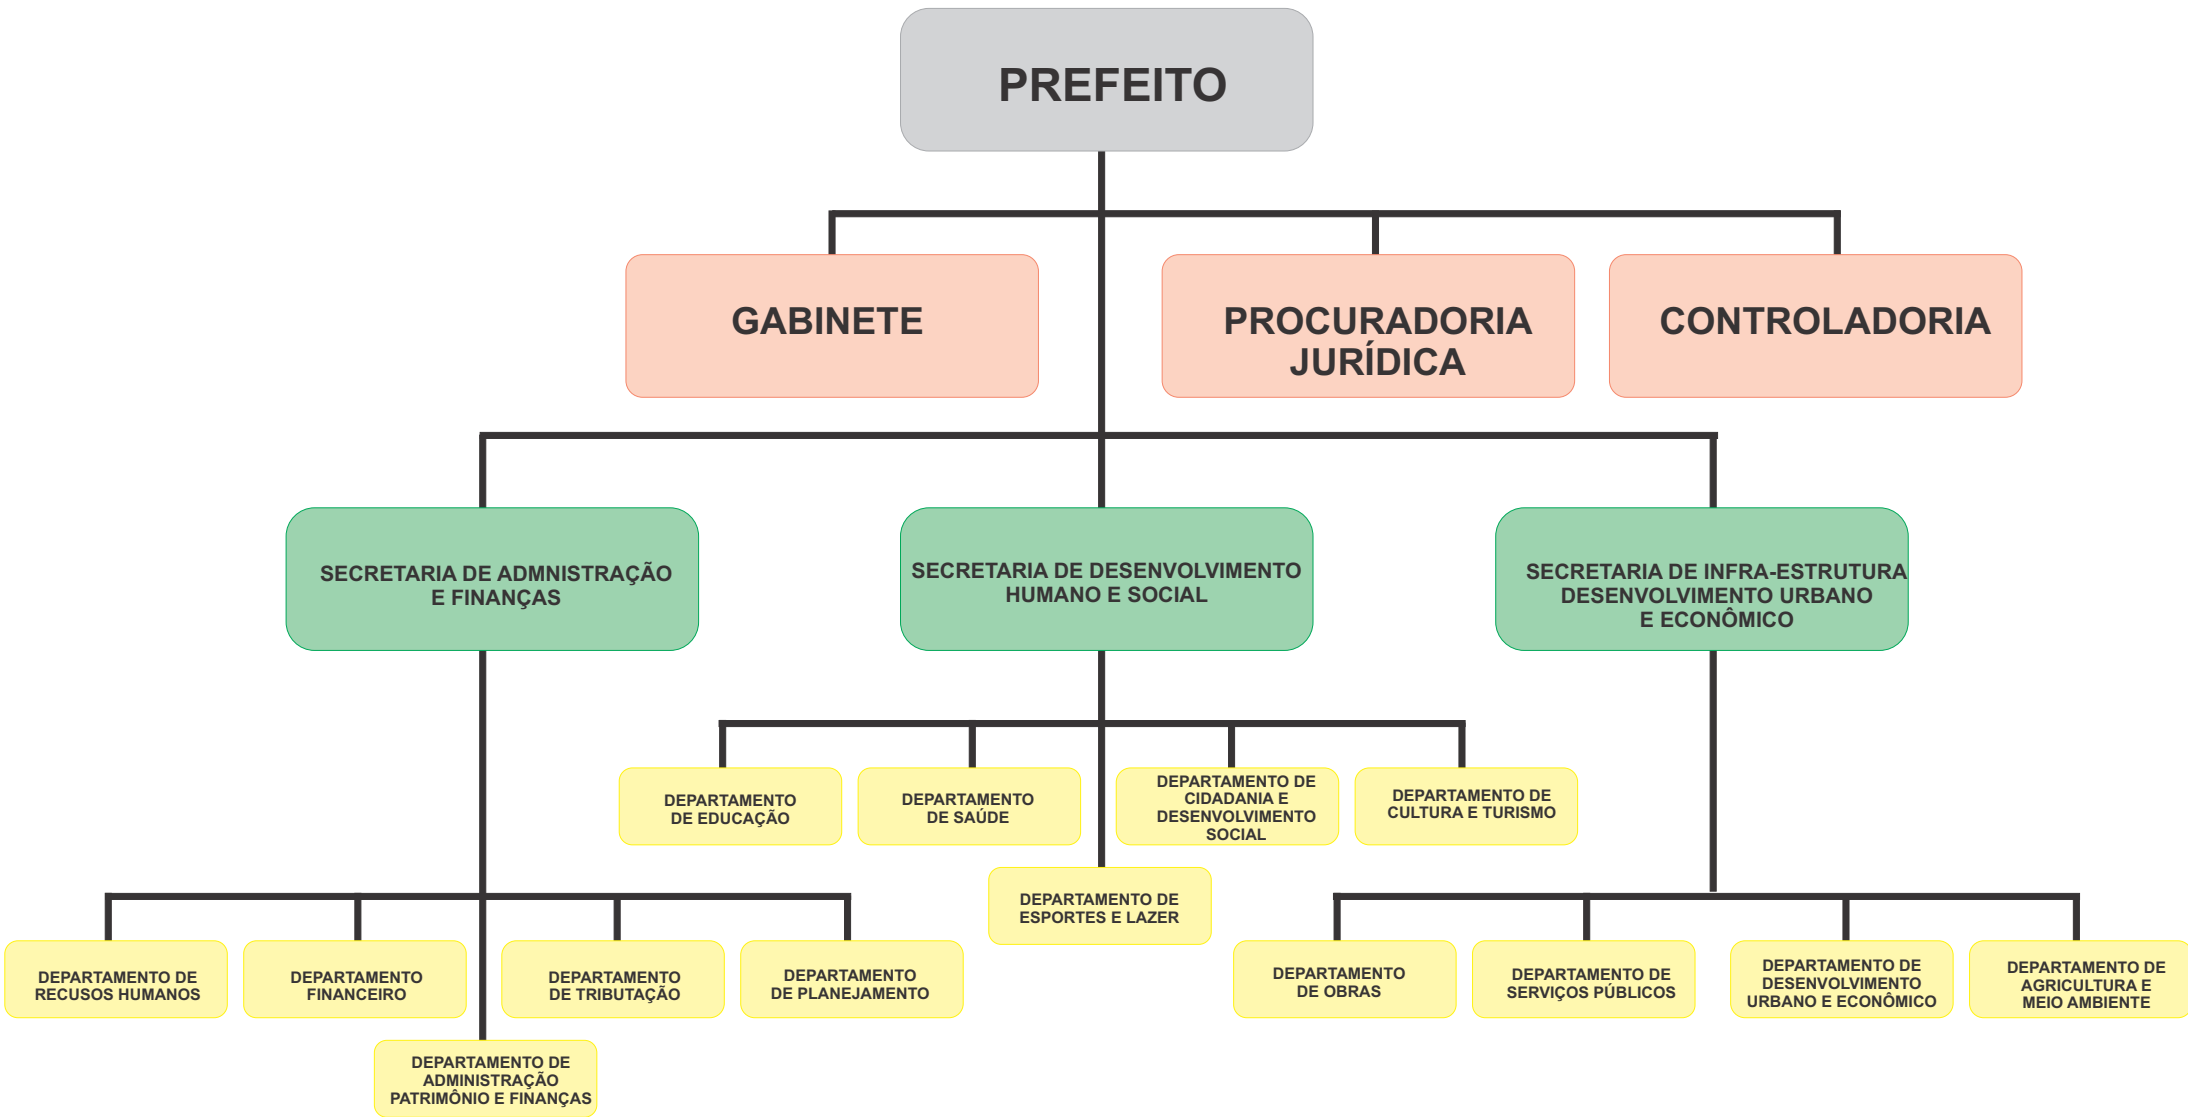 PREFEITO
GABINETE
PROCURADORIA
JURÍDICA
CONTROLADORIA
SECRETARIA DE ADMNISTRAÇÃO
E FINANÇAS
SECRETARIA DE DESENVOLVIMENTO
HUMANO E SOCIAL
SECRETARIA DE INFRA-ESTRUTURA
DESENVOLVIMENTO URBANO
E ECONÔMICO
DEPARTAMENTO
DE EDUCAÇÃO
DEPARTAMENTO
DE SAÚDE
DEPARTAMENTO DE
CIDADANIA E
DESENVOLVIMENTO
SOCIAL
DEPARTAMENTO DE
CULTURA E TURISMO
DEPARTAMENTO DE
ESPORTES E LAZER
DEPARTAMENTO DE
RECUSOS HUMANOS
DEPARTAMENTO
FINANCEIRO
DEPARTAMENTO
DE TRIBUTAÇÃO
DEPARTAMENTO
DE PLANEJAMENTO
DEPARTAMENTO
DE OBRAS
DEPARTAMENTO DE
SERVIÇOS PÚBLICOS
DEPARTAMENTO DE
DESENVOLVIMENTO
URBANO E ECONÔMICO
DEPARTAMENTO DE
AGRICULTURA E
MEIO AMBIENTE
DEPARTAMENTO DE
ADMINISTRAÇÃO
PATRIMÔNIO E FINANÇAS